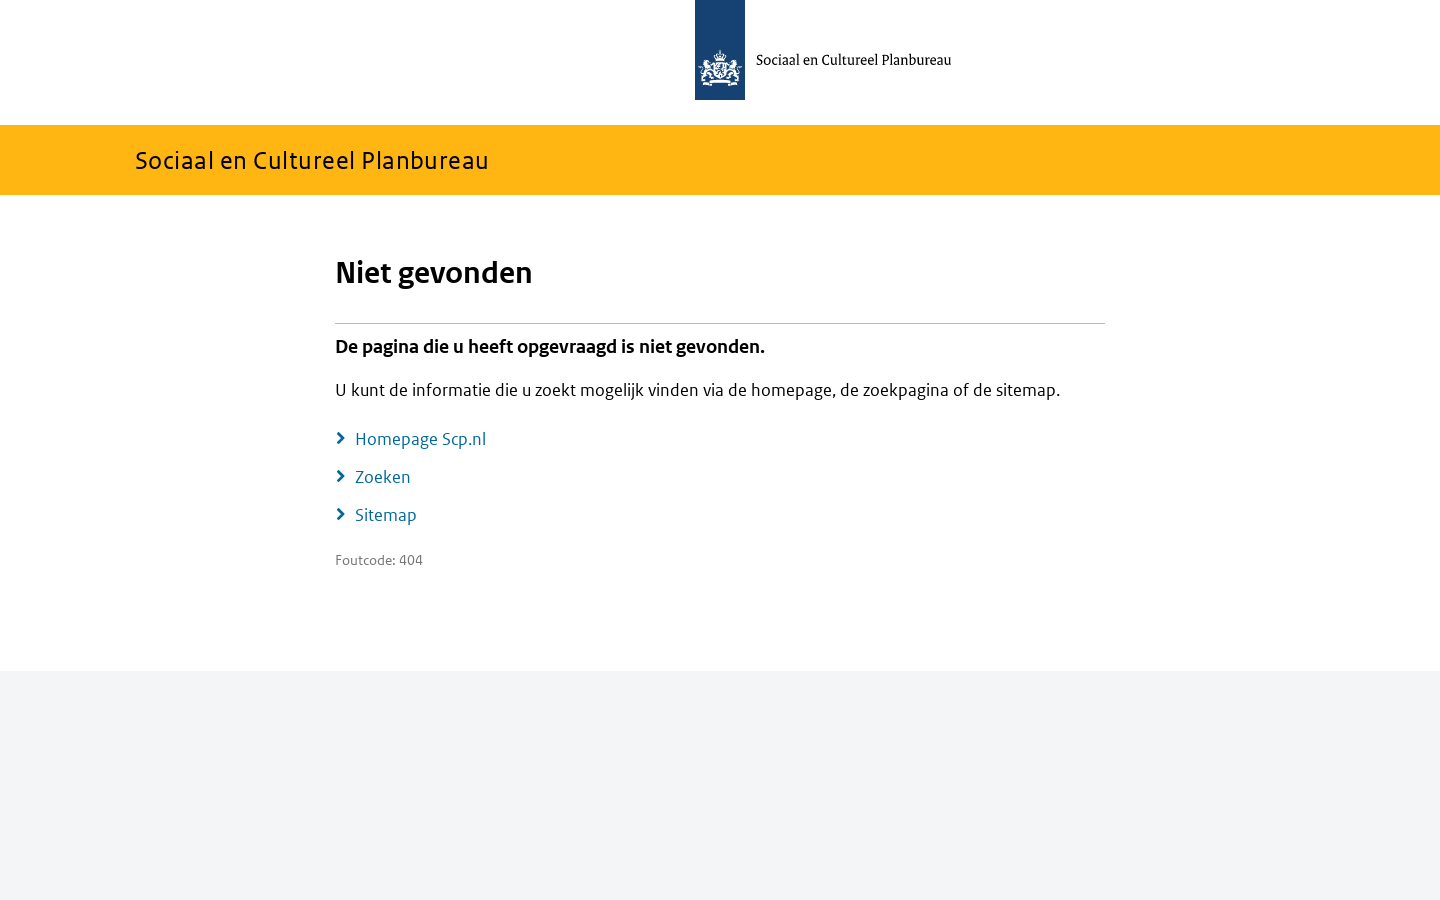 Sociaal en Cultureel Planbureau
Sociaal en Cultureel Planbureau
Niet gevonden
De pagina die u heeft opgevraagd is niet gevonden.
U kunt de informatie die u zoekt mogelijk vinden via de homepage, de zoekpagina of de sitemap.
Homepage Scp.nl
Zoeken
Sitemap
Foutcode: 404